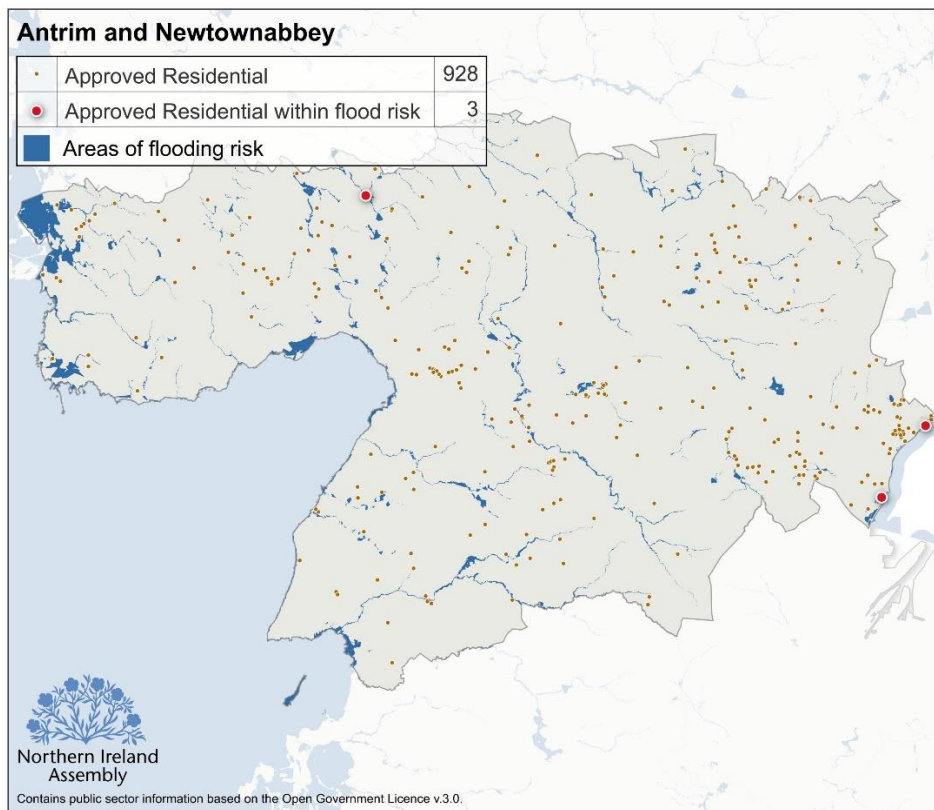 Antrim and Newtownabbey
Approved Residential 928
Approved Residential within flood risk 3
Areas of flooding risk
Northern Ireland
Assembly
Contains public sector information based on the Open Government Licence v.3.0.